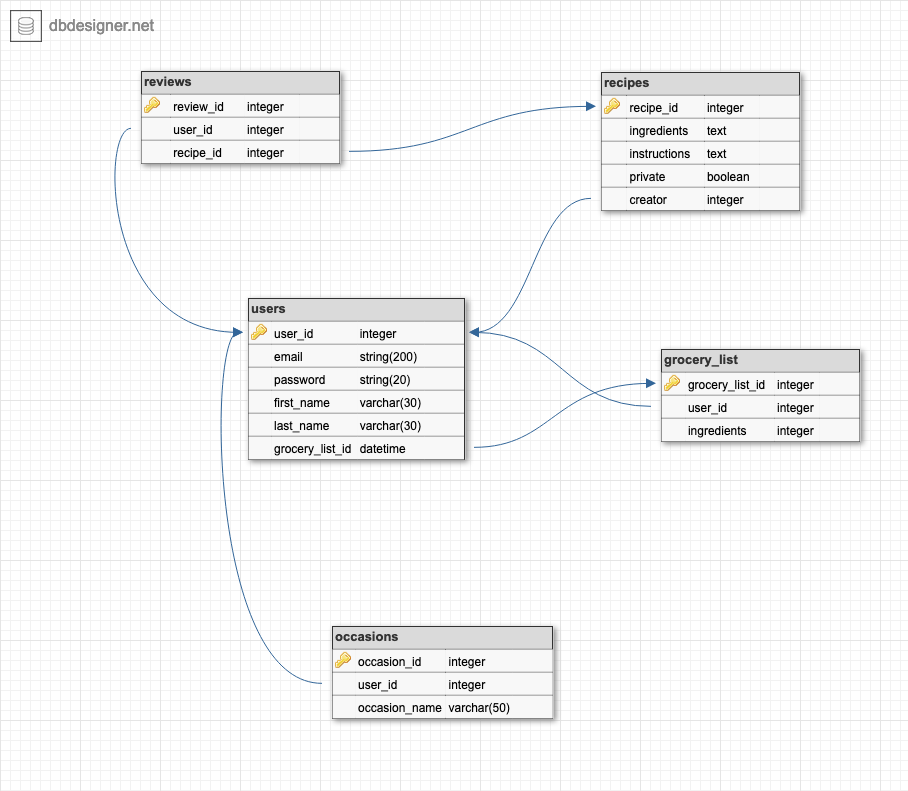 dbdesigner.net
reviews
review_id integer
user_id integer
recipe_id integer
recipes
recipe_id integer
ingredients text
instructions text
private boolean
creator integer
users
user_id integer
email string(200)
password string(20)
first_name varchar(30)
last_name varchar(30)
grocery_list_id datetime
grocery_list
grocery_list_id integer
user_id integer
ingredients integer
occasions
occasion_id integer
user_id integer
occasion_name varchar(50)